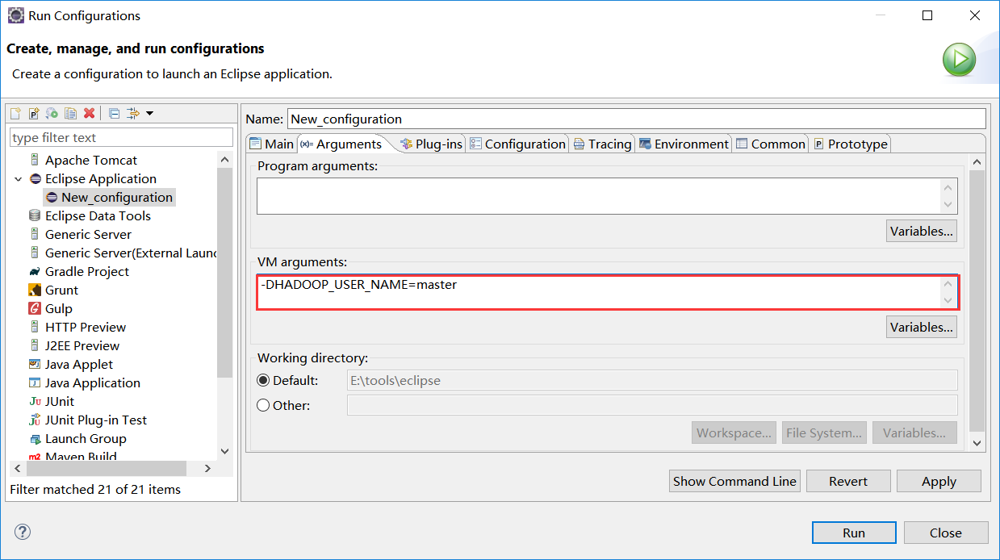 Run Configurations
Create, manage, and run configurations
Create a configuration to launch an Eclipse application.
type filter text
Apache Tomcat
Eclipse Application
New_configuration
Eclipse Data Tools
Generic Server
Generic Server(External Laun
Gradle Project
Grunt
Gulp
HTTP Preview
J2EE Preview
Java Applet
Java Application
JUnit
JUnit Plug-in Test
Launch Group
Maven Build
Filter matched 21 of 21 items
Name: New_configuration
Main (x)= Arguments Plug-ins Configuration Tracing Environment Common P Prototype
Program arguments:
Variables...
VM arguments:
-DHADOOP_USER_NAME=master
Variables...
Working directory:
Default: E:\tools\eclipse
Other:
Workspace... File System... Variables...
Show Command Line Revert Apply
Run Close